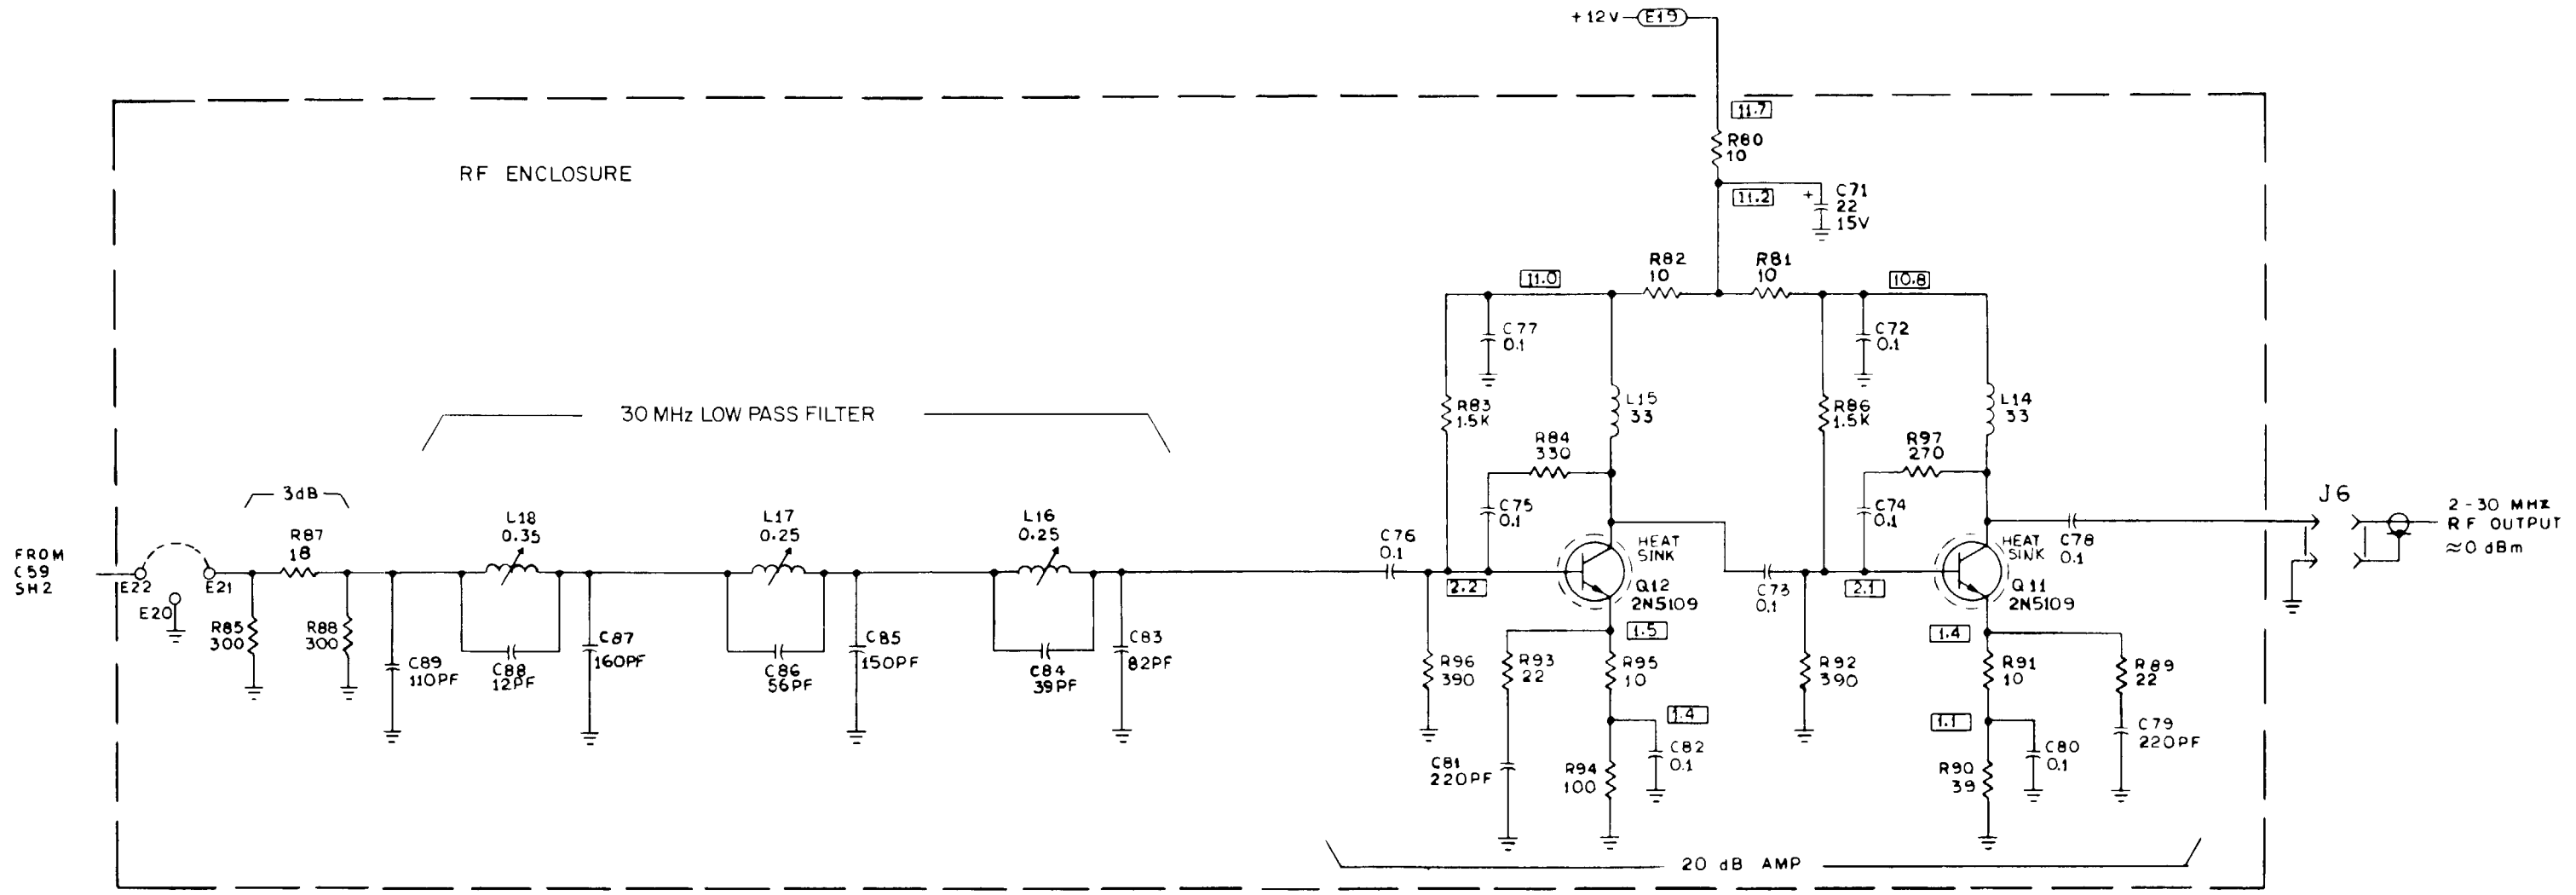 +12V E19
11.7
R80
10
11.2
+
C71
22
15V
RF ENCLOSURE
R82
10
R81
10
11.0
10.8
C77
0.1
C72
0.1
R83
1.5K
L15
33
R86
1.5K
L14
33
30 MHz LOW PASS FILTER
R84
330
R97
270
C75
0.1
C74
0.1
3dB
R87
18
L18
0.35
L17
0.25
L16
0.25
C76
0.1
HEAT
SINK
Q12
2N5109
2.2
C73
0.1
2.1
HEAT
SINK
Q11
2N5109
C78
0.1
J6
2-30 MHZ
RF OUTPUT
≈0 dBm
FROM
C59
SH2
E22
E21
E20
R85
300
R88
300
C89
110PF
C88
12PF
C87
160PF
C86
56PF
C85
150PF
C84
39PF
C83
82PF
R96
390
R93
22
1.5
R95
10
1.4
C81
220PF
R94
100
C82
0.1
R92
390
1.4
R91
10
R89
22
1.1
C79
220PF
R90
39
C80
0.1
20 dB AMP